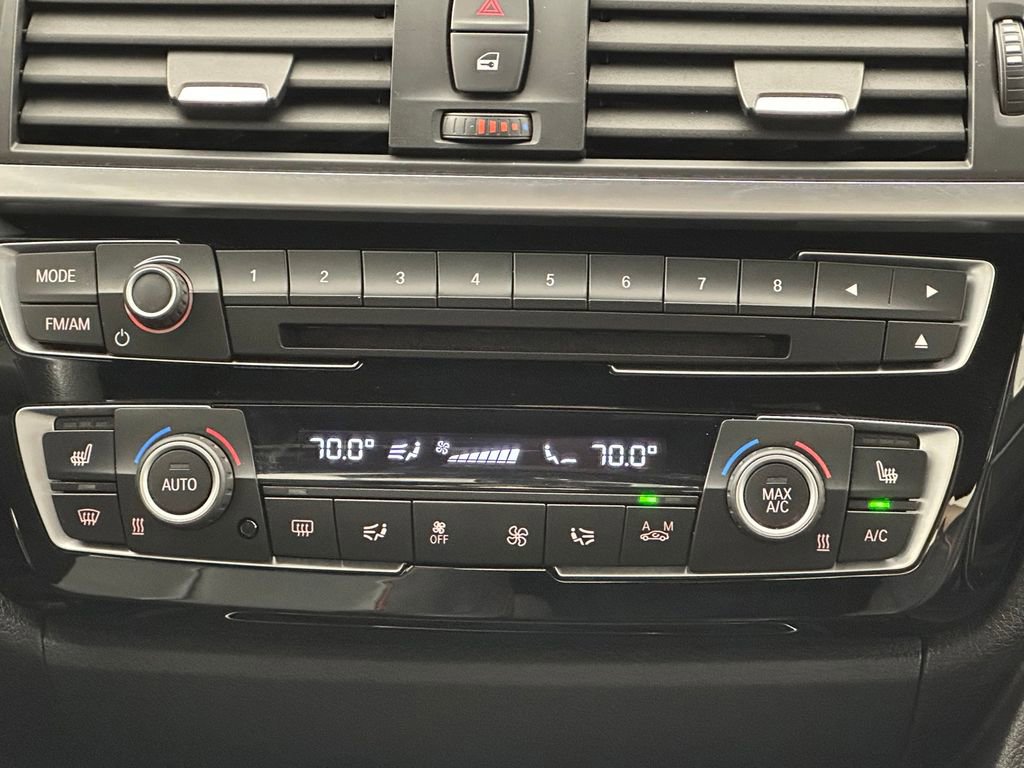 MODE
1 2 3 4 5 6 7 8
FM/AM
70.0° 70.0°
AUTO
MAX
A/C
OFF
A M
A/C